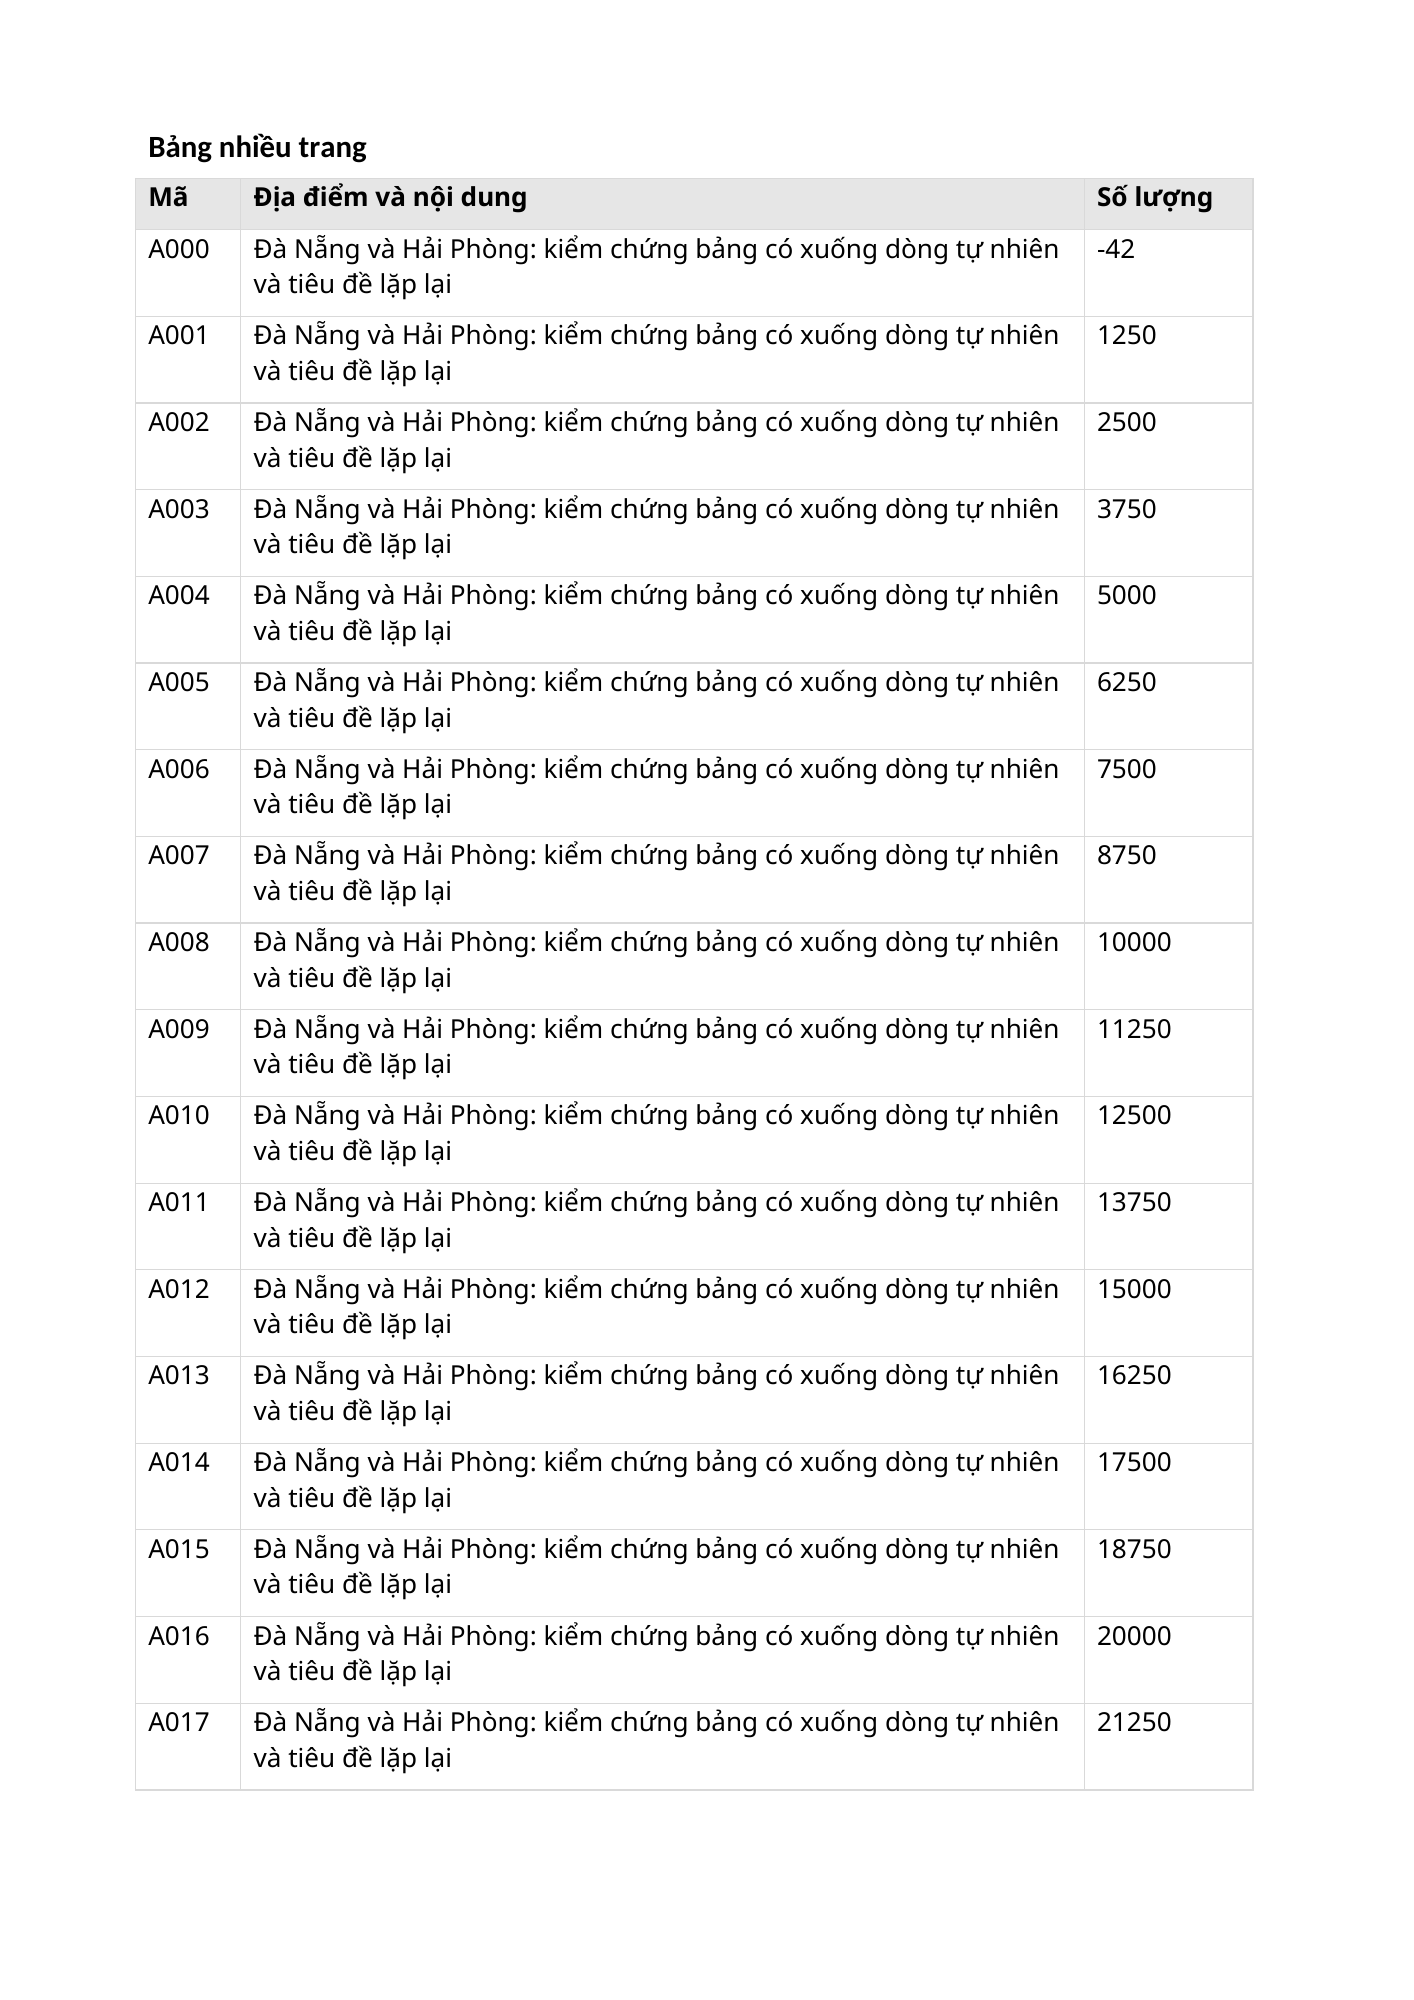 Bảng nhiều trang
Mã Địa điểm và nội dung Số lượng
A000 Đà Nẵng và Hải Phòng: kiểm chứng bảng có xuống dòng tự nhiên -42
và tiêu đề lặp lại
A001 Đà Nẵng và Hải Phòng: kiểm chứng bảng có xuống dòng tự nhiên 1250
và tiêu đề lặp lại
A002 Đà Nẵng và Hải Phòng: kiểm chứng bảng có xuống dòng tự nhiên 2500
và tiêu đề lặp lại
A003 Đà Nẵng và Hải Phòng: kiểm chứng bảng có xuống dòng tự nhiên 3750
và tiêu đề lặp lại
A004 Đà Nẵng và Hải Phòng: kiểm chứng bảng có xuống dòng tự nhiên 5000
và tiêu đề lặp lại
A005 Đà Nẵng và Hải Phòng: kiểm chứng bảng có xuống dòng tự nhiên 6250
và tiêu đề lặp lại
A006 Đà Nẵng và Hải Phòng: kiểm chứng bảng có xuống dòng tự nhiên 7500
và tiêu đề lặp lại
A007 Đà Nẵng và Hải Phòng: kiểm chứng bảng có xuống dòng tự nhiên 8750
và tiêu đề lặp lại
A008 Đà Nẵng và Hải Phòng: kiểm chứng bảng có xuống dòng tự nhiên 10000
và tiêu đề lặp lại
A009 Đà Nẵng và Hải Phòng: kiểm chứng bảng có xuống dòng tự nhiên 11250
và tiêu đề lặp lại
A010 Đà Nẵng và Hải Phòng: kiểm chứng bảng có xuống dòng tự nhiên 12500
và tiêu đề lặp lại
A011 Đà Nẵng và Hải Phòng: kiểm chứng bảng có xuống dòng tự nhiên 13750
và tiêu đề lặp lại
A012 Đà Nẵng và Hải Phòng: kiểm chứng bảng có xuống dòng tự nhiên 15000
và tiêu đề lặp lại
A013 Đà Nẵng và Hải Phòng: kiểm chứng bảng có xuống dòng tự nhiên 16250
và tiêu đề lặp lại
A014 Đà Nẵng và Hải Phòng: kiểm chứng bảng có xuống dòng tự nhiên 17500
và tiêu đề lặp lại
A015 Đà Nẵng và Hải Phòng: kiểm chứng bảng có xuống dòng tự nhiên 18750
và tiêu đề lặp lại
A016 Đà Nẵng và Hải Phòng: kiểm chứng bảng có xuống dòng tự nhiên 20000
và tiêu đề lặp lại
A017 Đà Nẵng và Hải Phòng: kiểm chứng bảng có xuống dòng tự nhiên 21250
và tiêu đề lặp lại